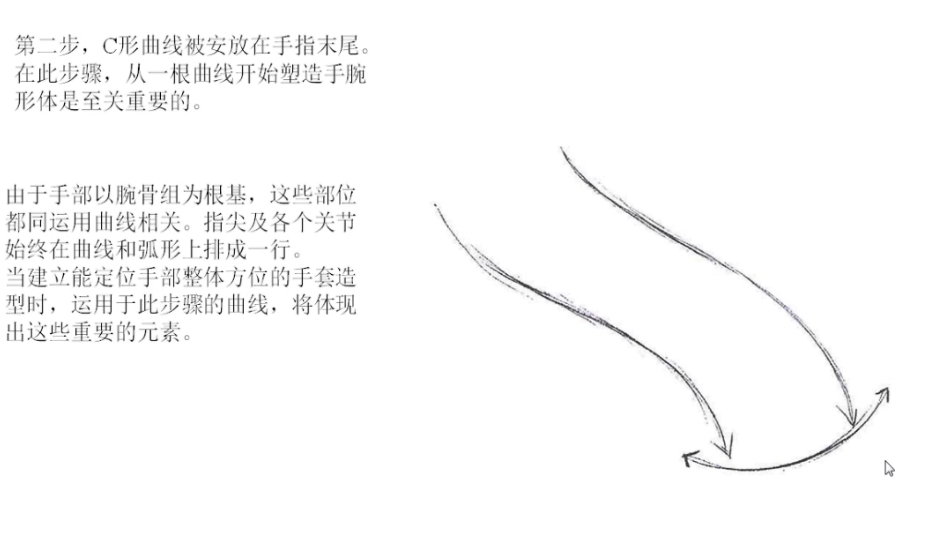 第二步，C形曲线被安放在手指末尾。
在此步骤，从一根曲线开始塑造手腕
形体是至关重要的。
由于手部以腕骨组为根基，这些部位
都同运用曲线相关。指尖及各个关节
始终在曲线和弧形上排成一行。
当建立能定位手部整体方位的手套造
型时，运用于此步骤的曲线，将体现
出这些重要的元素。